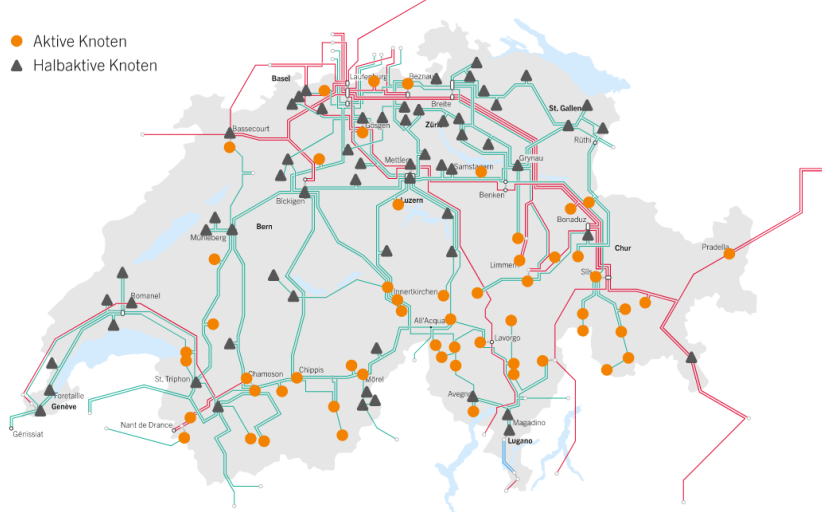 Aktive Knoten
Halbaktive Knoten
Basel
Laufenburg
Beznau
Breite
Bassecourt
Gösgen
Zürich
St. Gallen
Rüthi
Mettlen
Samstagern
Grynau
Benken
Bickigen
Luzern
Bonaduz
Mühleberg
Bern
Chur
Pradella
Limmern
Sils
Innertkirchen
Romanel
All'Acqua
Lavorgo
St. Triphon
Chamoson
Chippis
Mörel
Foretaille
Genève
Avegno
Nant de Drance
Magadino
Génissiat
Lugano